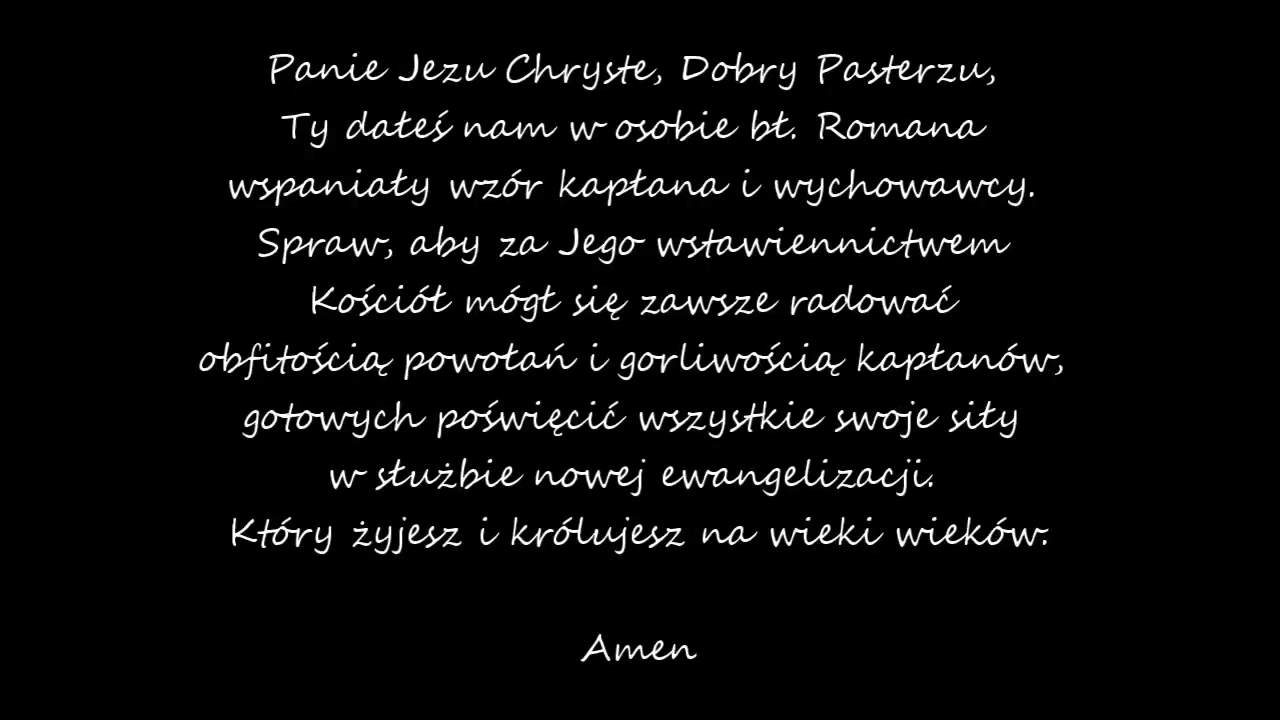 Panie Jezu Chryste, Dobry Pasterzu,
Ty dałeś nam w osobie bł. Romana
wspaniały wzór kapłana i wychowawcy.
Spraw, aby za Jego wstawiennictwem
Kościół mógł się zawsze radować
obfitością powołań i gorliwością kapłanów,
gotowych poświęcić wszystkie swoje siły
w służbie nowej ewangelizacji.
Który żyjesz i królujesz na wieki wieków.
Amen